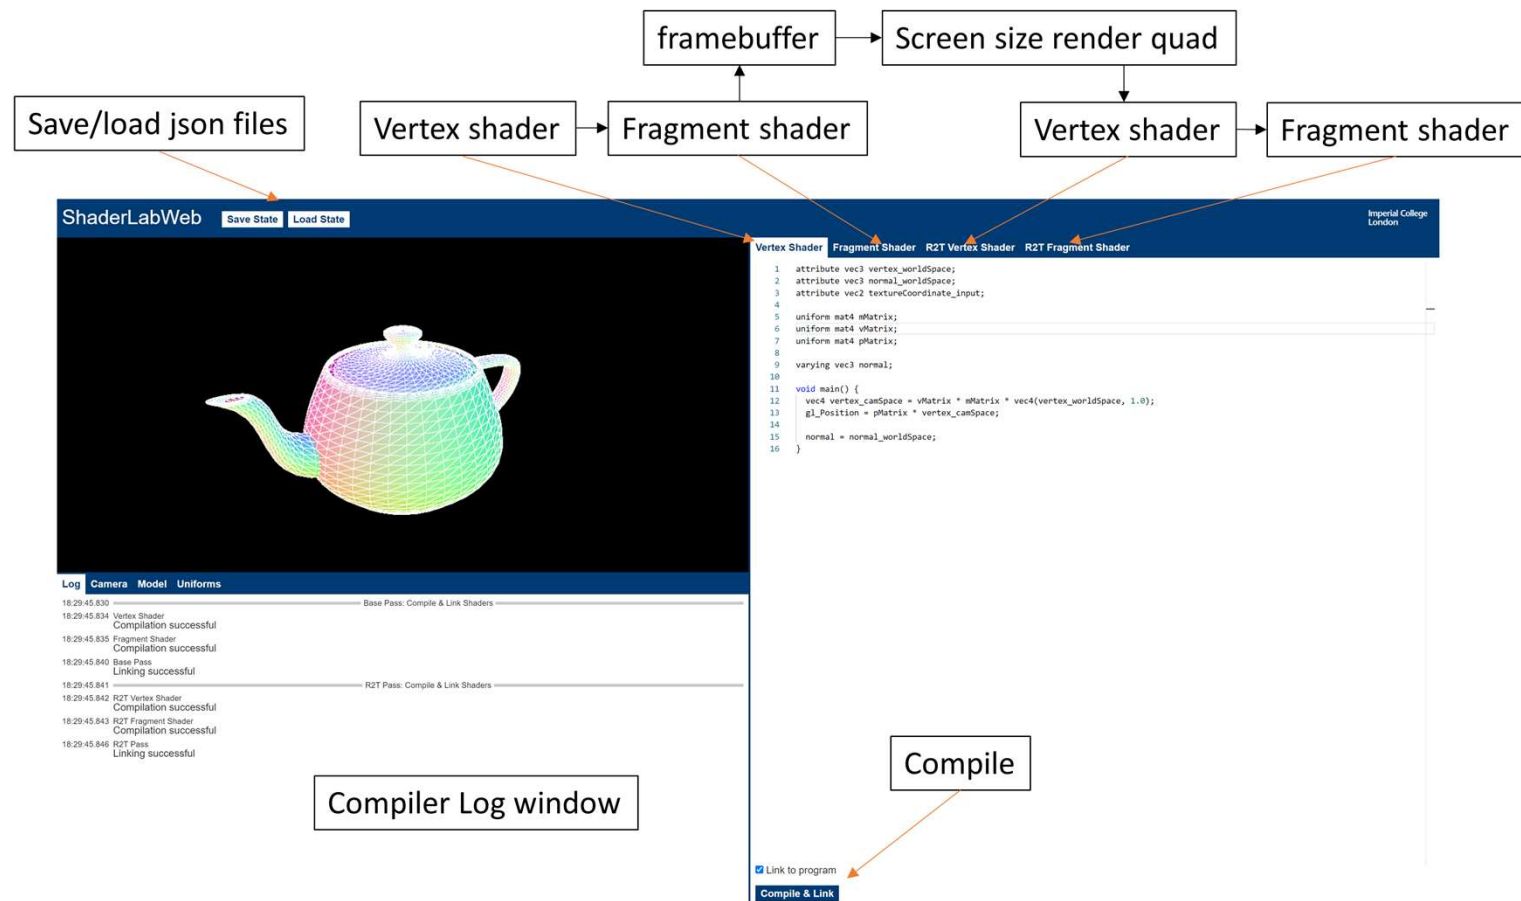 framebuffer
Screen size render quad
Save/load json files
Vertex shader
Fragment shader
Vertex shader
Fragment shader
ShaderLabWeb
Save State
Load State
Imperial College
London
Vertex Shader
Fragment Shader
R2T Vertex Shader
R2T Fragment Shader
1 attribute vec3 vertex_worldSpace;
2 attribute vec3 normal_worldSpace;
3 attribute vec2 textureCoordinate_input;
4
5 uniform mat4 mMatrix;
6 uniform mat4 vMatrix;
7 uniform mat4 pMatrix;
8
9 varying vec3 normal;
10
11 void main() {
12 vec4 vertex_camSpace = vMatrix * mMatrix * vec4(vertex_worldSpace, 1.0);
13 gl_Position = pMatrix * vertex_camSpace;
14
15 normal = normal_worldSpace;
16 }
Log
Camera
Model
Uniforms
18:29:45.830 Base Pass: Compile & Link Shaders
18:29:45.834 Vertex Shader
Compilation successful
18:29:45.835 Fragment Shader
Compilation successful
18:29:45.840 Base Pass
Linking successful
18:29:45.841 R2T Pass: Compile & Link Shaders
18:29:45.842 R2T Vertex Shader
Compilation successful
18:29:45.843 R2T Fragment Shader
Compilation successful
18:29:45.846 R2T Pass
Linking successful
Compiler Log window
Compile
Link to program
Compile & Link